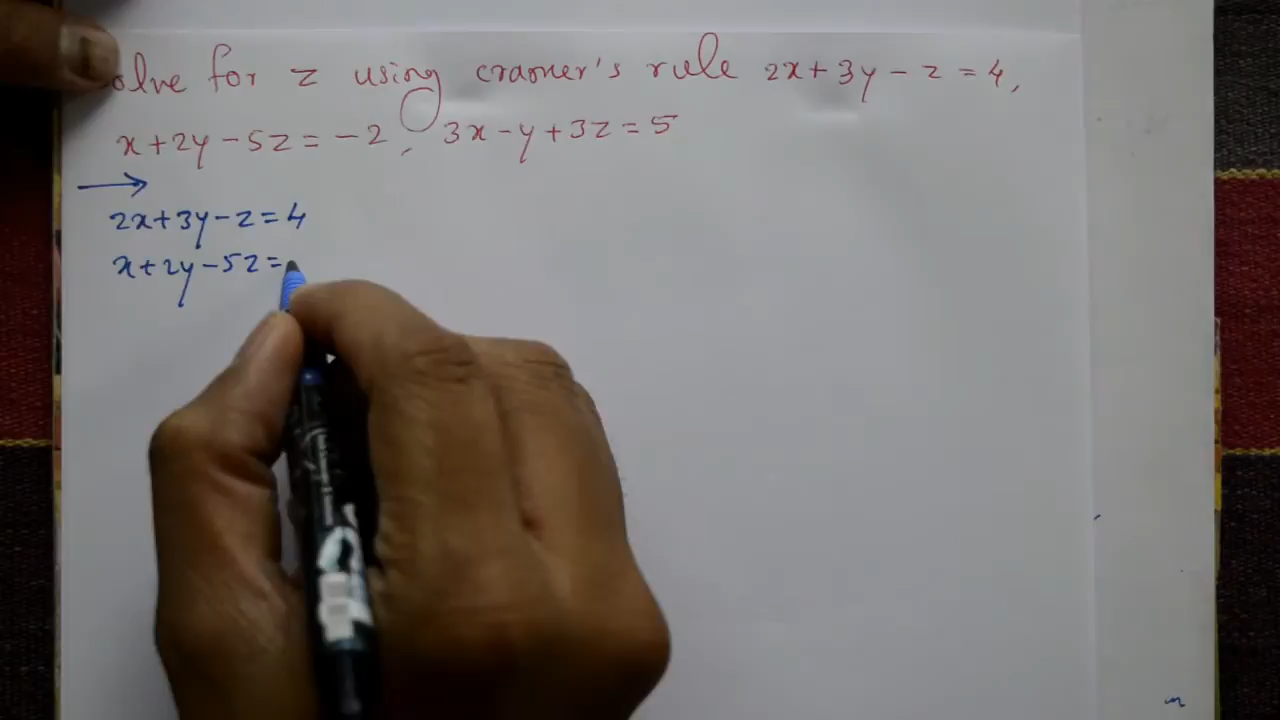 olve for z using cramer's rule 2x + 3y - z = 4,
x + 2y - 5z = -2, 3x - y + 3z = 5
→
2x + 3y - z = 4
x + 2y - 5z =